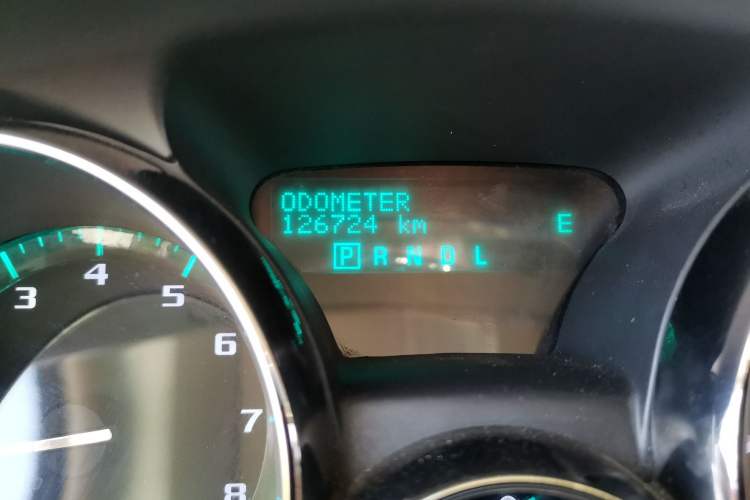 ODOMETER
126724 km E
P R N D L
3 4 5 6 7 8